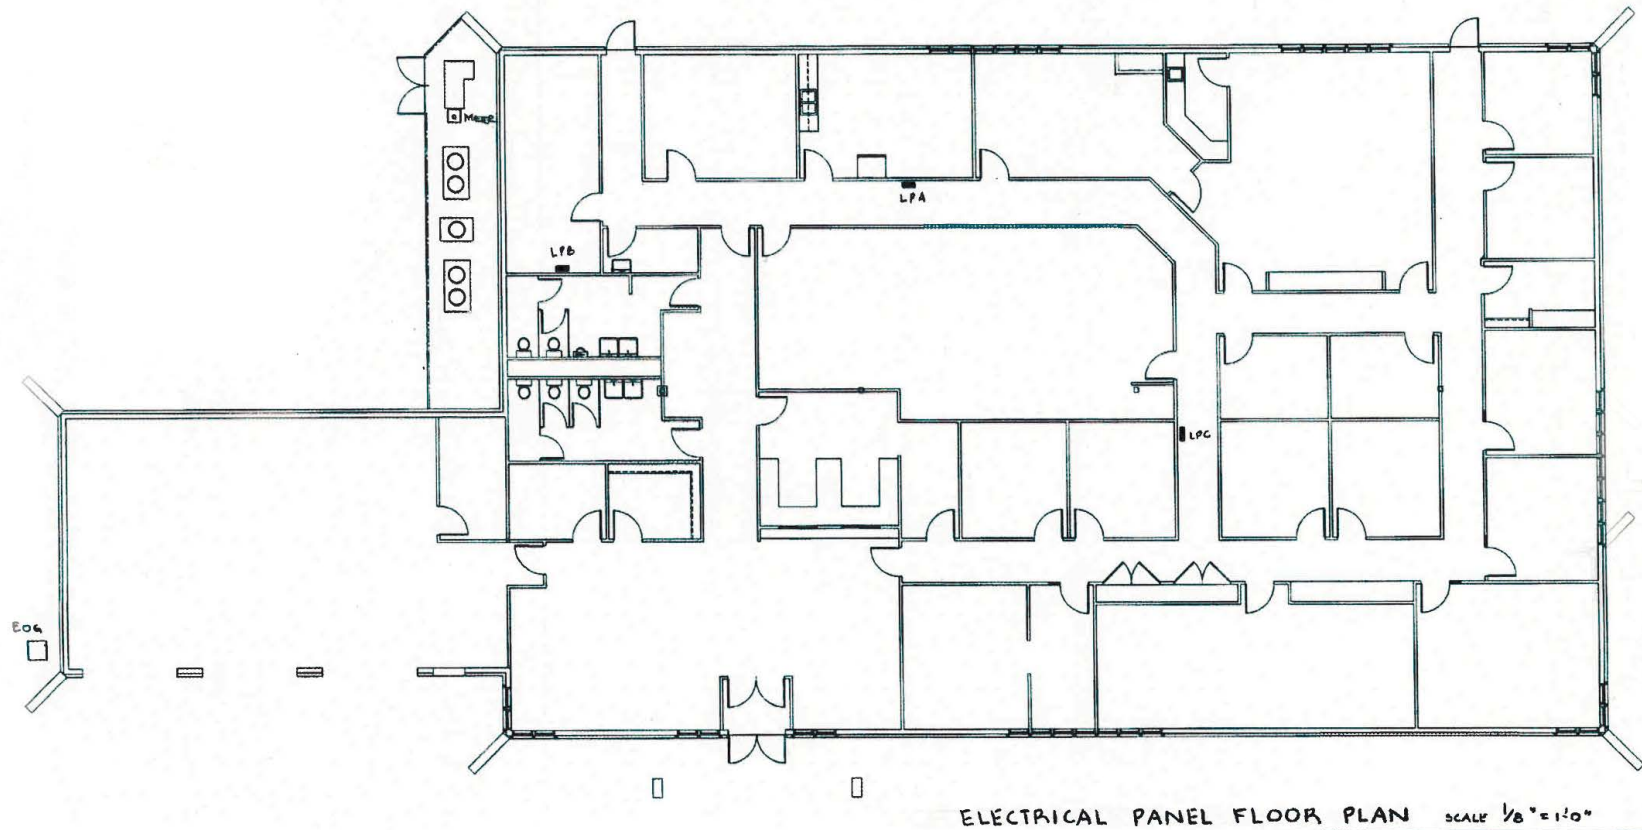 METER
LPA
LPB
LPC
EOG
ELECTRICAL PANEL FLOOR PLAN SCALE 1/8" = 1'-0"